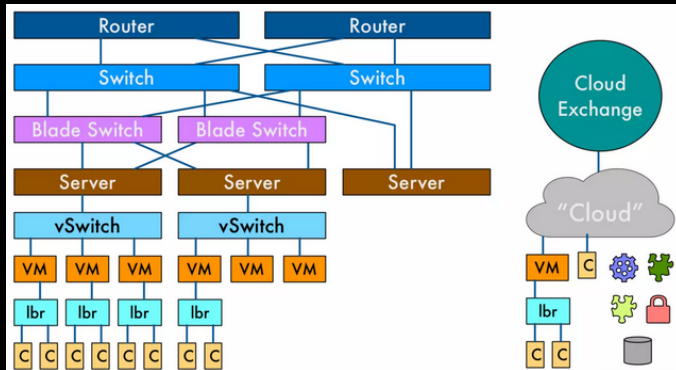 Router
Router
Switch
Switch
Cloud
Exchange
Blade Switch
Blade Switch
Server
Server
Server
"Cloud"
vSwitch
vSwitch
VM
VM
VM
VM
VM
VM
VM
C
lbr
lbr
lbr
lbr
lbr
C
C
C
C
C
C
C
C
C
C